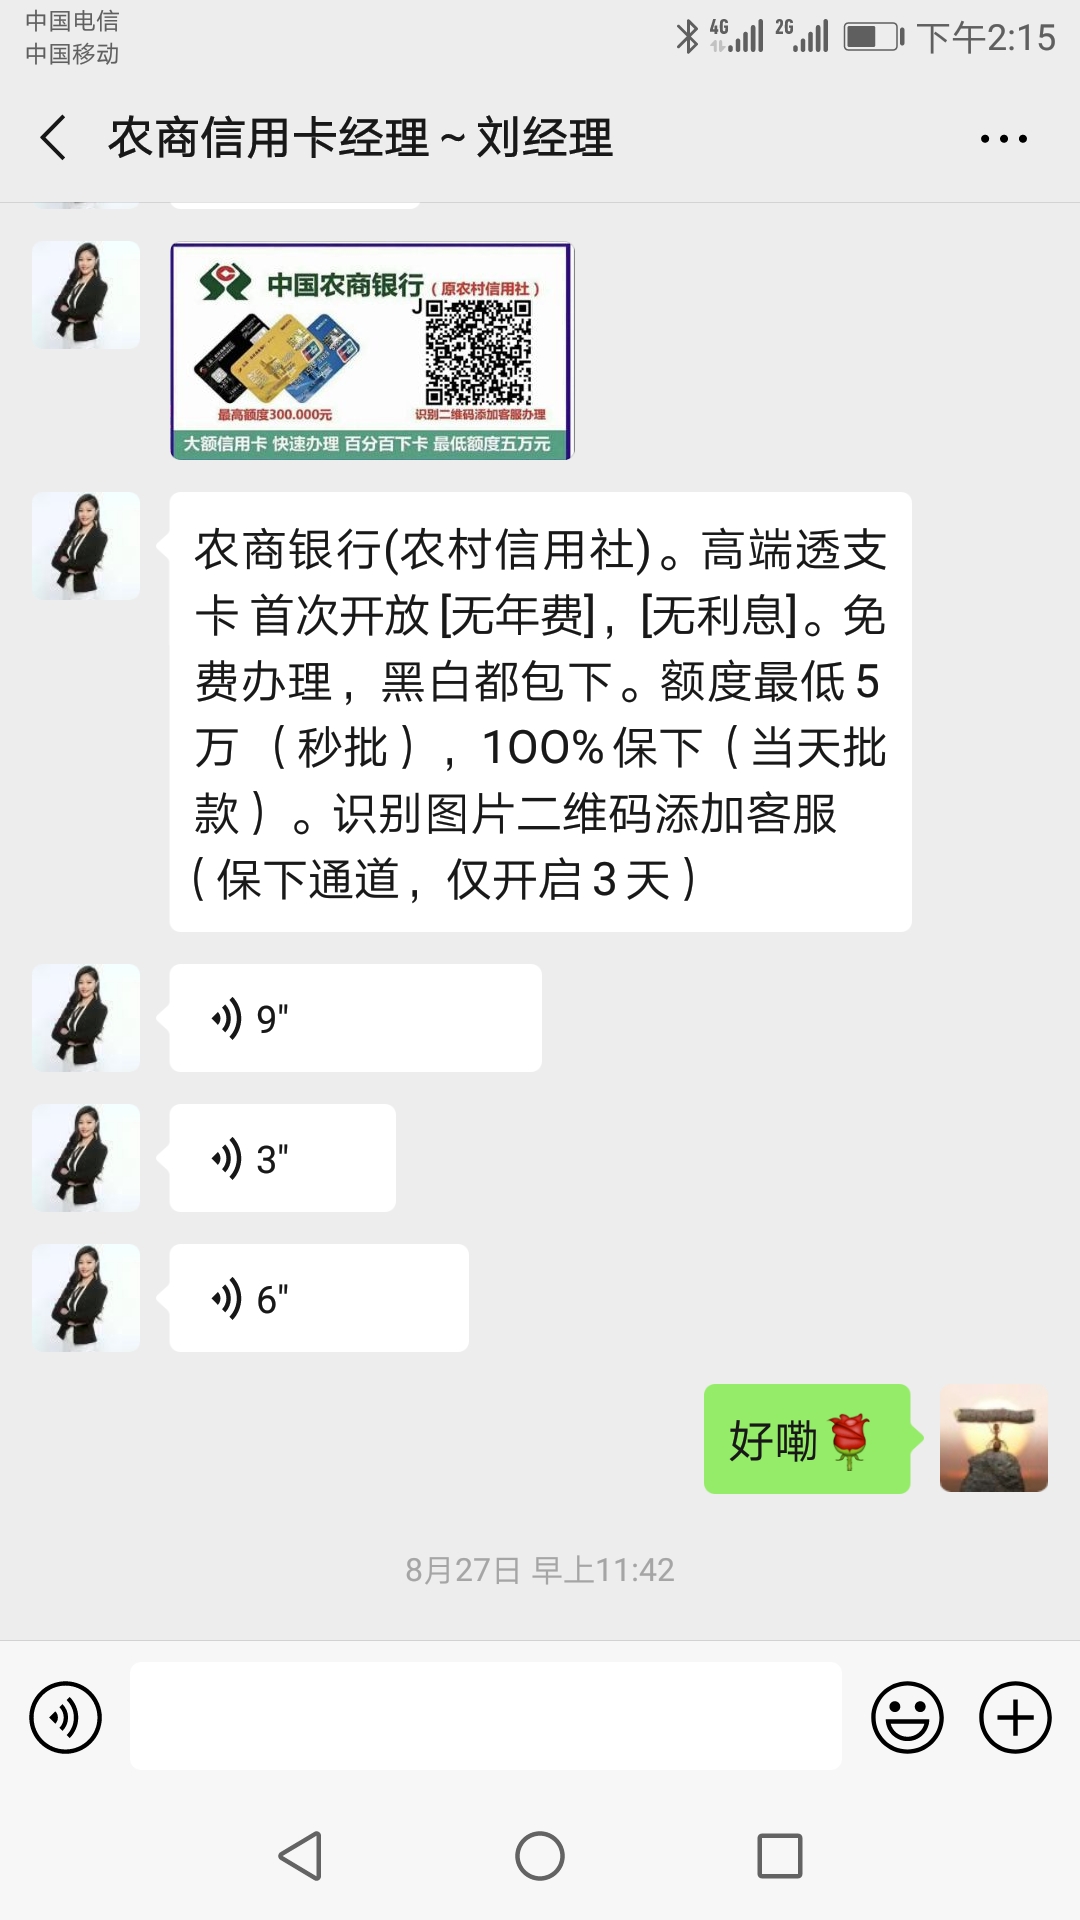 中国电信
中国移动
4G
2G
下午2:15
农商信用卡经理~刘经理
中国农商银行(原农村信用社)
J
最高额度300.000元
识别二维码添加客服办理
大额信用卡 快速办理 百分百下卡 最低额度五万元
农商银行(农村信用社)。高端透支
卡 首次开放[无年费],[无利息]。免
费办理,黑白都包下。额度最低5
万(秒批),100%保下(当天批
款)。识别图片二维码添加客服
(保下通道,仅开启3天)
9"
3"
6"
好嘞
8月27日 早上11:42